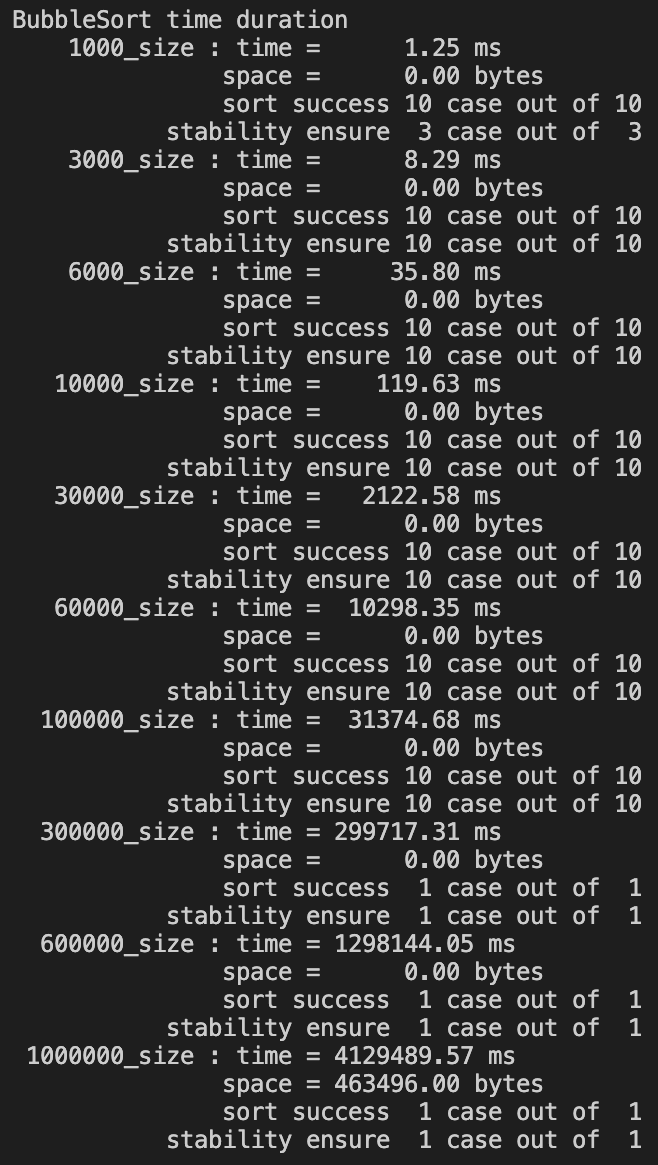 BubbleSort time duration
    1000_size : time =      1.25 ms
               space =      0.00 bytes
               sort success 10 case out of 10
           stability ensure  3 case out of  3
    3000_size : time =      8.29 ms
               space =      0.00 bytes
               sort success 10 case out of 10
           stability ensure 10 case out of 10
    6000_size : time =     35.80 ms
               space =      0.00 bytes
               sort success 10 case out of 10
           stability ensure 10 case out of 10
   10000_size : time =    119.63 ms
               space =      0.00 bytes
               sort success 10 case out of 10
           stability ensure 10 case out of 10
   30000_size : time =   2122.58 ms
               space =      0.00 bytes
               sort success 10 case out of 10
           stability ensure 10 case out of 10
   60000_size : time =  10298.35 ms
               space =      0.00 bytes
               sort success 10 case out of 10
           stability ensure 10 case out of 10
  100000_size : time =  31374.68 ms
               space =      0.00 bytes
               sort success 10 case out of 10
           stability ensure 10 case out of 10
  300000_size : time = 299717.31 ms
               space =      0.00 bytes
               sort success  1 case out of  1
           stability ensure  1 case out of  1
  600000_size : time = 1298144.05 ms
               space =      0.00 bytes
               sort success  1 case out of  1
           stability ensure  1 case out of  1
 1000000_size : time = 4129489.57 ms
               space = 463496.00 bytes
               sort success  1 case out of  1
           stability ensure  1 case out of  1